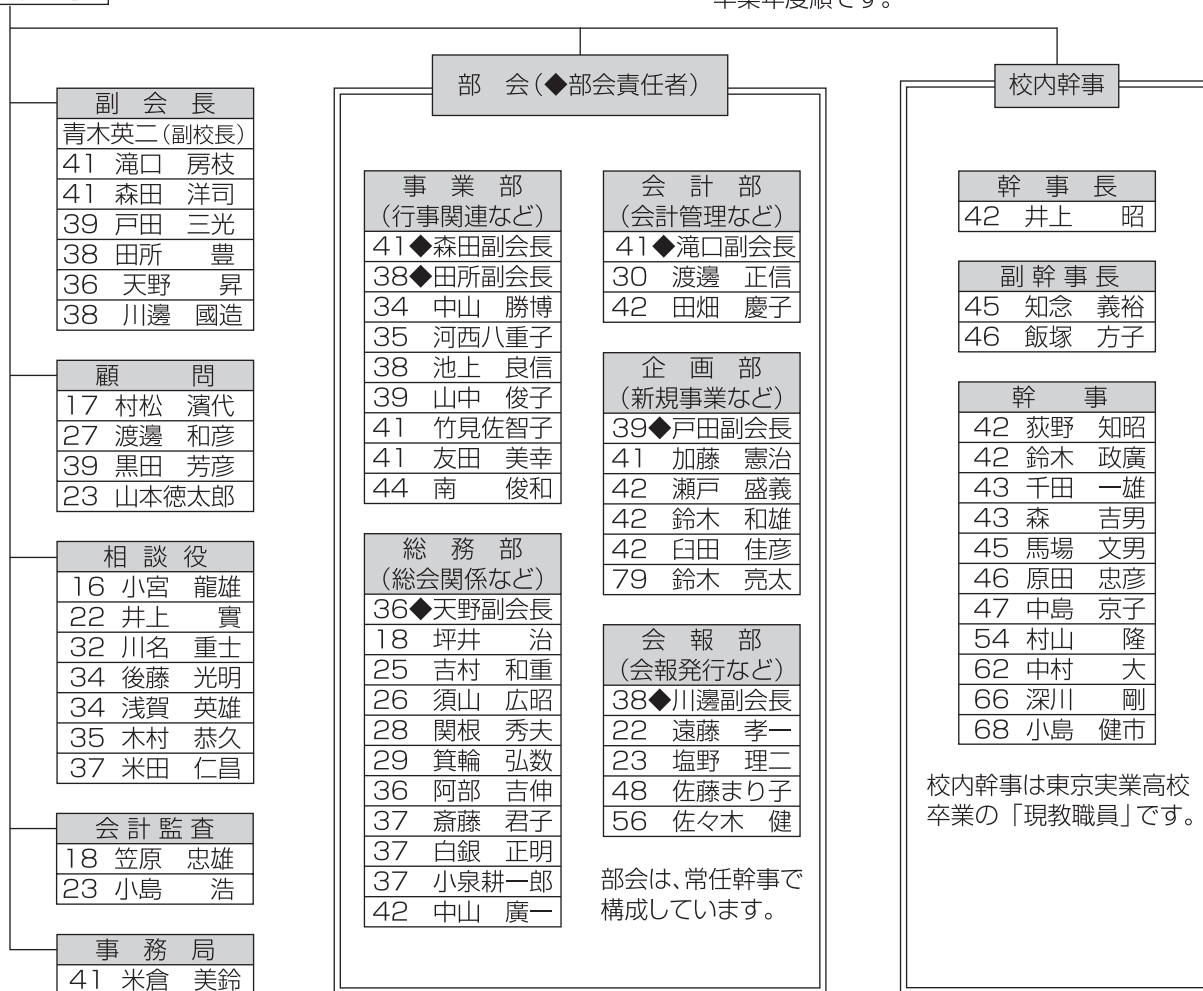 卒業年度順です。
副会長
青木英二(副校長)
41 滝口 房枝
41 森田 洋司
39 戸田 三光
38 田所 豊
36 天野 昇
38 川邊 國造
顧問
17 村松 濱代
27 渡邊 和彦
39 黒田 芳彦
23 山本徳太郎
相談役
16 小宮 龍雄
22 井上 實
32 川名 重士
34 後藤 光明
34 浅賀 英雄
35 木村 恭久
37 米田 仁昌
会計監査
18 笠原 忠雄
23 小島 浩
事務局
41 米倉 美鈴
部会(◆部会責任者)
事業部
(行事関連など)
41◆森田副会長
38◆田所副会長
34 中山 勝博
35 河西八重子
38 池上 良信
39 山中 俊子
41 竹見佐智子
41 友田 美幸
44 南 俊和
総務部
(総会関係など)
36◆天野副会長
18 坪井 治
25 吉村 和重
26 須山 広昭
28 関根 秀夫
29 箕輪 弘数
36 阿部 吉伸
37 斎藤 君子
37 白銀 正明
37 小泉耕一郎
42 中山 廣一
会計部
(会計管理など)
41◆滝口副会長
30 渡邊 正信
42 田畑 慶子
企画部
(新規事業など)
39◆戸田副会長
41 加藤 憲治
42 瀬戸 盛義
42 鈴木 和雄
42 臼田 佳彦
79 鈴木 亮太
会報部
(会報発行など)
38◆川邊副会長
22 遠藤 孝一
23 塩野 理二
48 佐藤まり子
56 佐々木 健
部会は、常任幹事で
構成しています。
校内幹事
幹事長
42 井上 昭
副幹事長
45 知念 義裕
46 飯塚 方子
幹事
42 荻野 知昭
42 鈴木 政廣
43 千田 一雄
43 森 吉男
45 馬場 文男
46 原田 忠彦
47 中島 京子
54 村山 隆
62 中村 大
66 深川 剛
68 小島 健市
校内幹事は東京実業高校
卒業の「現教職員」です。